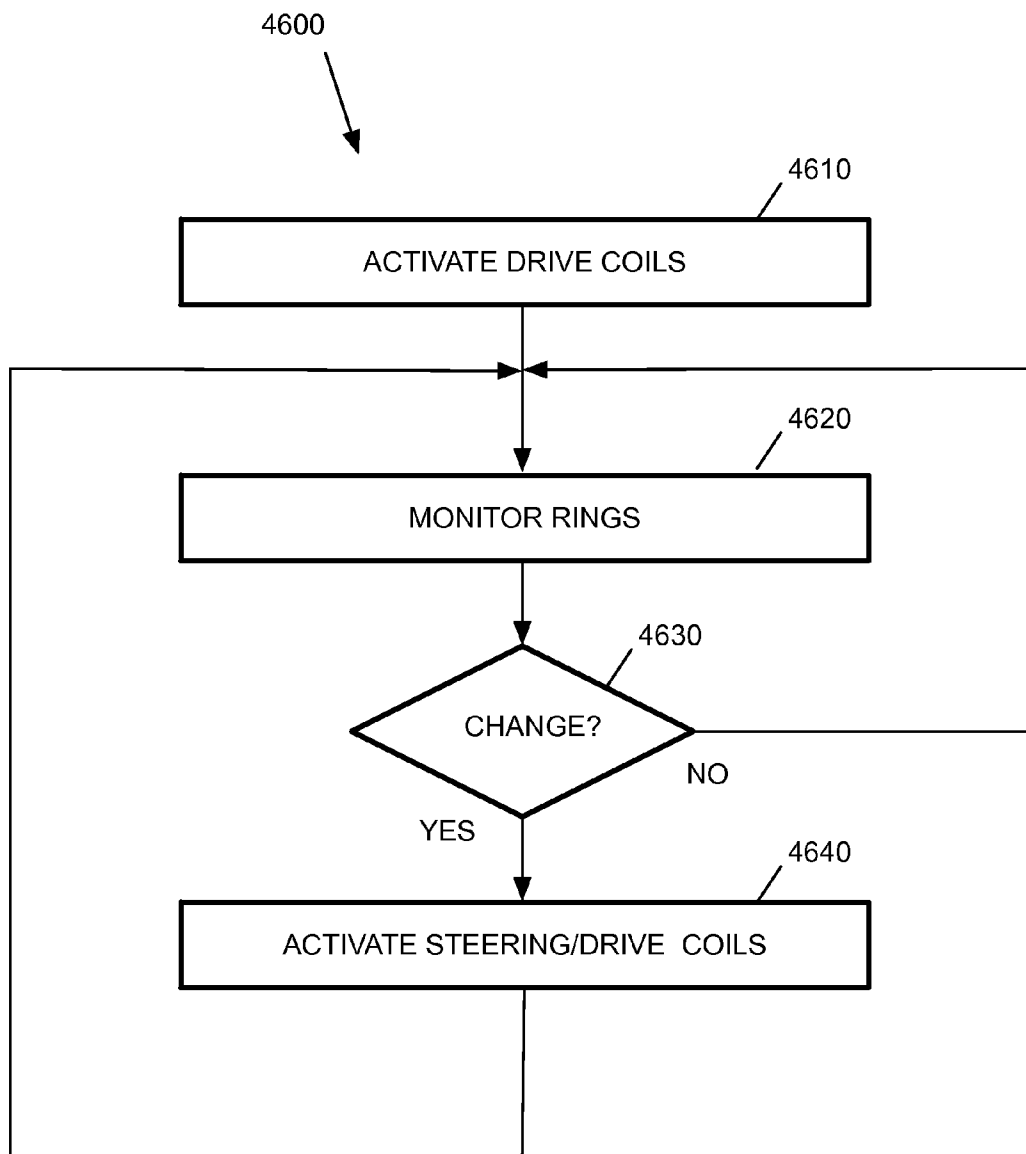 4600
4610
ACTIVATE DRIVE COILS
4620
MONITOR RINGS
4630
CHANGE?
NO
YES
4640
ACTIVATE STEERING/DRIVE COILS